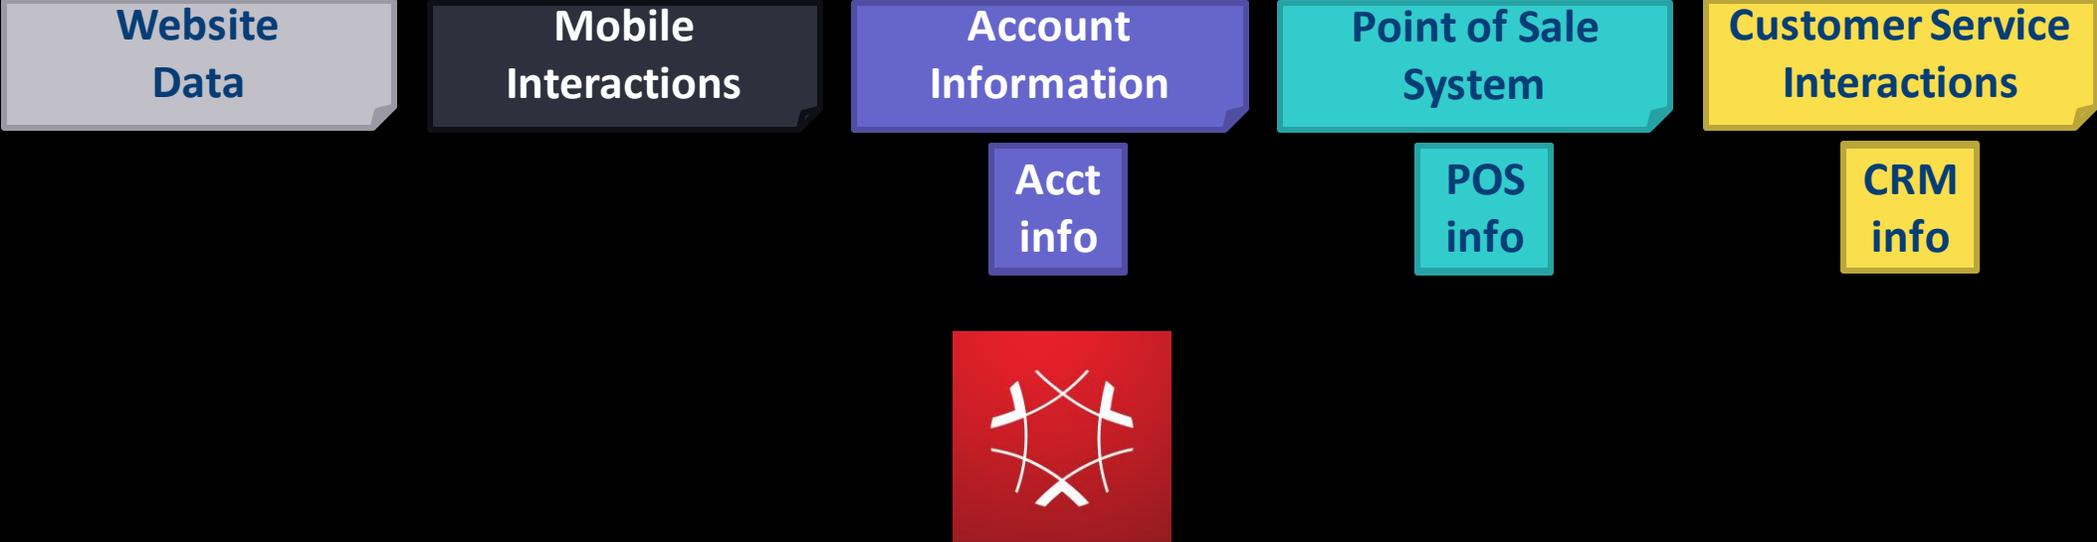 Website
Data
Mobile
Interactions
Account
Information
Point of Sale
System
Customer Service
Interactions
Acct
info
POS
info
CRM
info